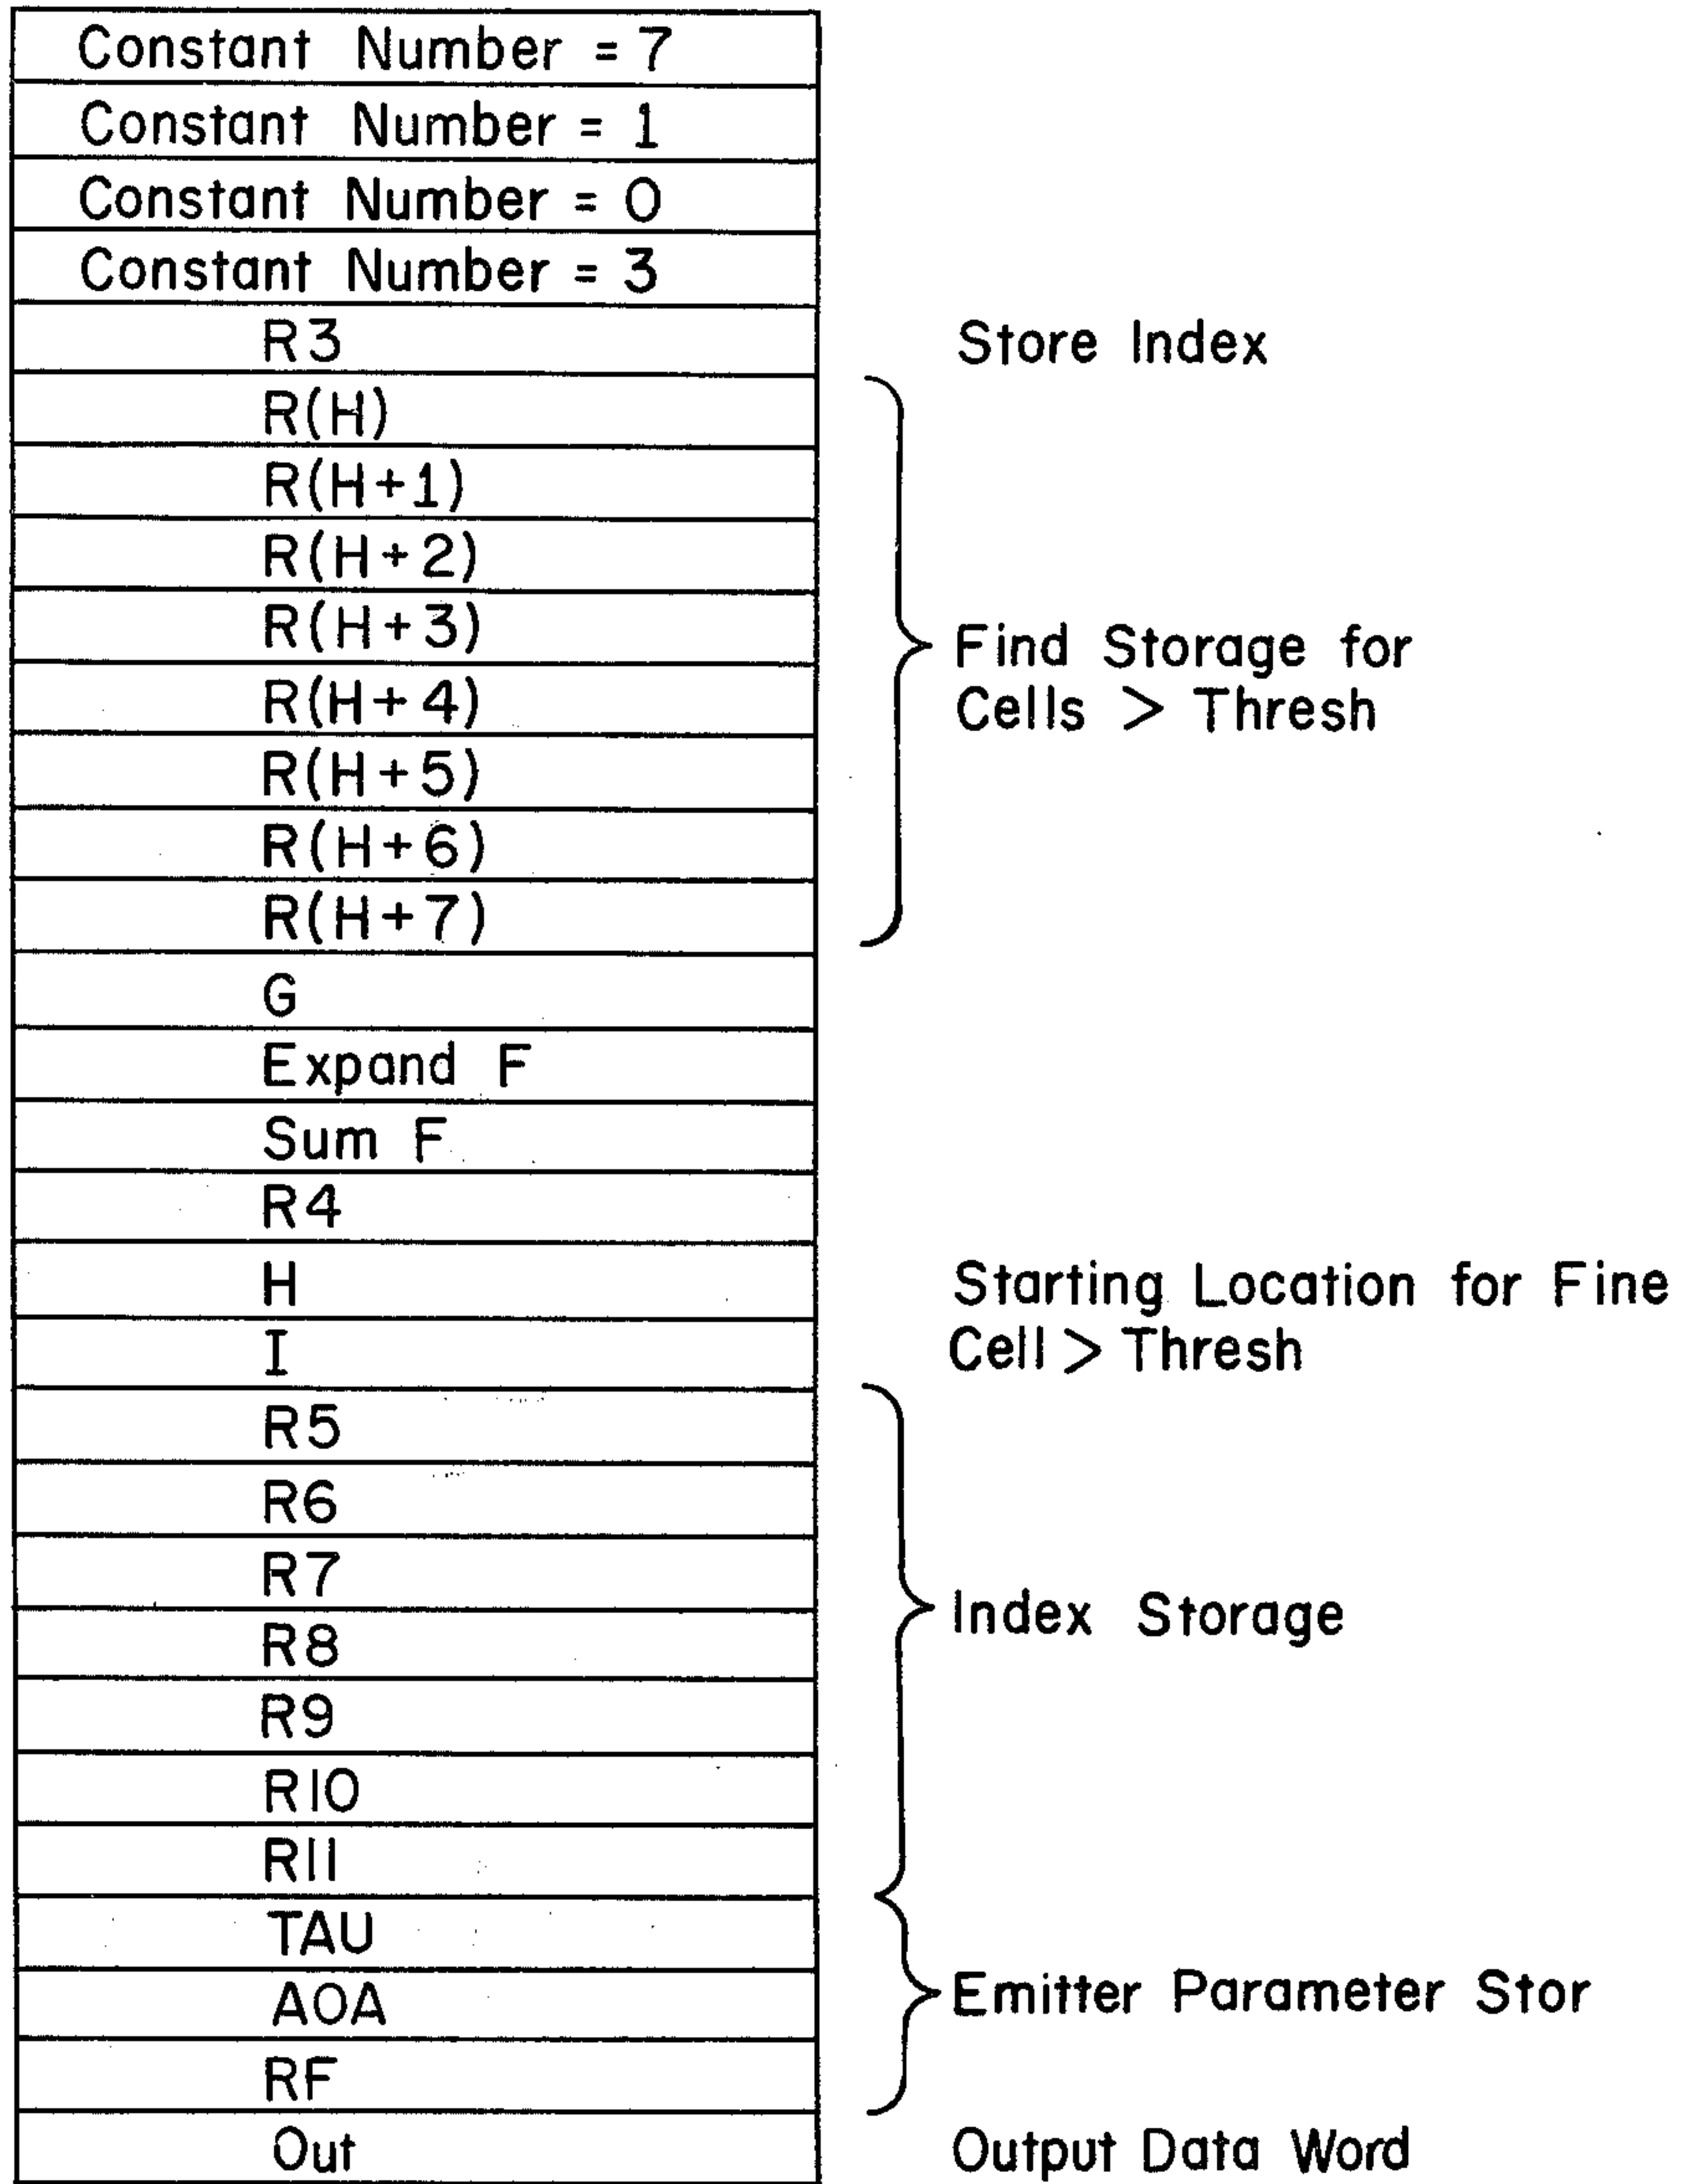 Constant Number = 7
Constant Number = 1
Constant Number = 0
Constant Number = 3
R3
Store Index
R(H)
R(H+1)
R(H+2)
R(H+3)
Find Storage for
Cells > Thresh
R(H+4)
R(H+5)
R(H+6)
R(H+7)
G
Expand F
Sum F
R4
H
Starting Location for Fine
Cell > Thresh
I
R5
R6
R7
R8
Index Storage
R9
R10
R11
TAU
AOA
Emitter Parameter Stor
RF
Out
Output Data Word